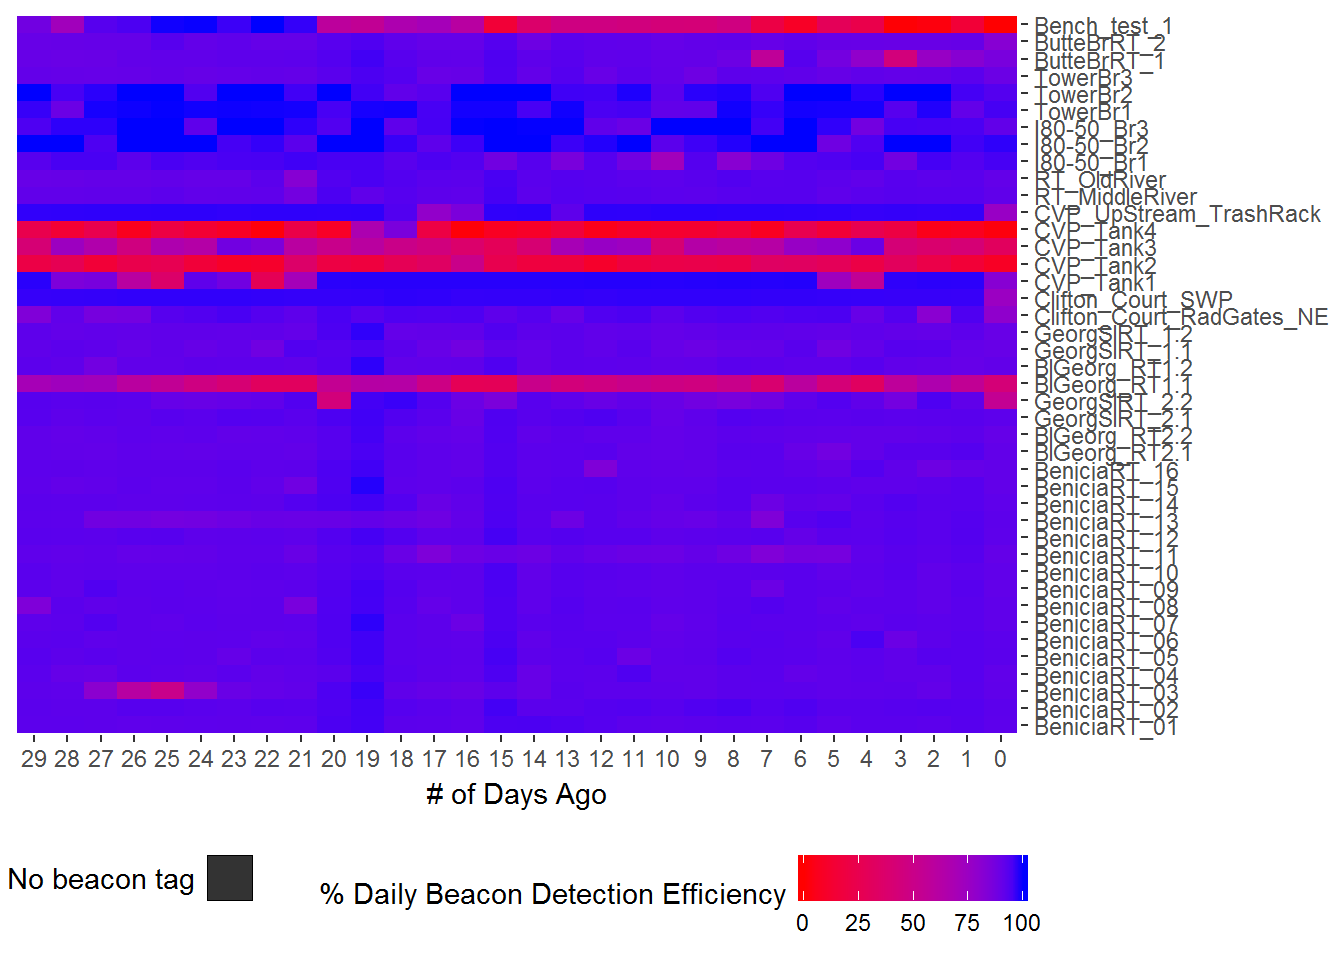 Bench_test_1
ButteBrRT_2
ButteBrRT_1
TowerBr3
TowerBr2
TowerBr1
I80-50_Br3
I80-50_Br2
I80-50_Br1
RT_OldRiver
RT_MiddleRiver
CVP_UpStream_TrashRack
CVP_Tank4
CVP_Tank3
CVP_Tank2
CVP_Tank1
Clifton_Court_SWP
Clifton_Court_RadGates_NE
GeorgSlRT_1.2
GeorgSlRT_1.1
BlGeorg_RT1.2
BlGeorg_RT1.1
GeorgSlRT_2.2
GeorgSlRT_2.1
BlGeorg_RT2.2
BlGeorg_RT2.1
BeniciaRT_16
BeniciaRT_15
BeniciaRT_14
BeniciaRT_13
BeniciaRT_12
BeniciaRT_11
BeniciaRT_10
BeniciaRT_09
BeniciaRT_08
BeniciaRT_07
BeniciaRT_06
BeniciaRT_05
BeniciaRT_04
BeniciaRT_03
BeniciaRT_02
BeniciaRT_01
29 28 27 26 25 24 23 22 21 20 19 18 17 16 15 14 13 12 11 10 9 8 7 6 5 4 3 2 1 0
# of Days Ago
No beacon tag
% Daily Beacon Detection Efficiency
0 25 50 75 100